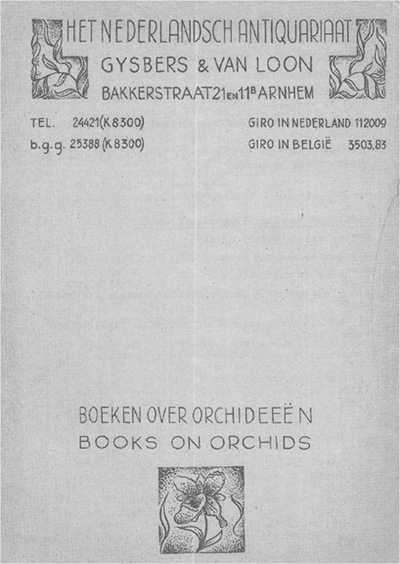 HET NEDERLANDSCH ANTIQUARIAAT
GYSBERS & VAN LOON
BAKKERSTRAAT 21 EN 11ᴮ ARNHEM
TEL. 24421 (K 8300) GIRO IN NEDERLAND 112009
b.g.g. 25388 (K 8300) GIRO IN BELGIË 3503,83
BOEKEN OVER ORCHIDEEËN
BOOKS ON ORCHIDS